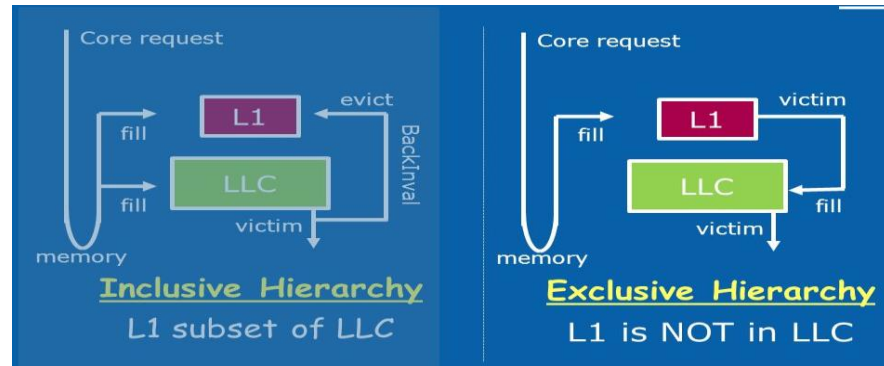 Core request
L1
evict
fill
BackInval
LLC
fill
victim
memory
Inclusive Hierarchy
L1 subset of LLC
Core request
L1
victim
fill
LLC
fill
victim
memory
Exclusive Hierarchy
L1 is NOT in LLC